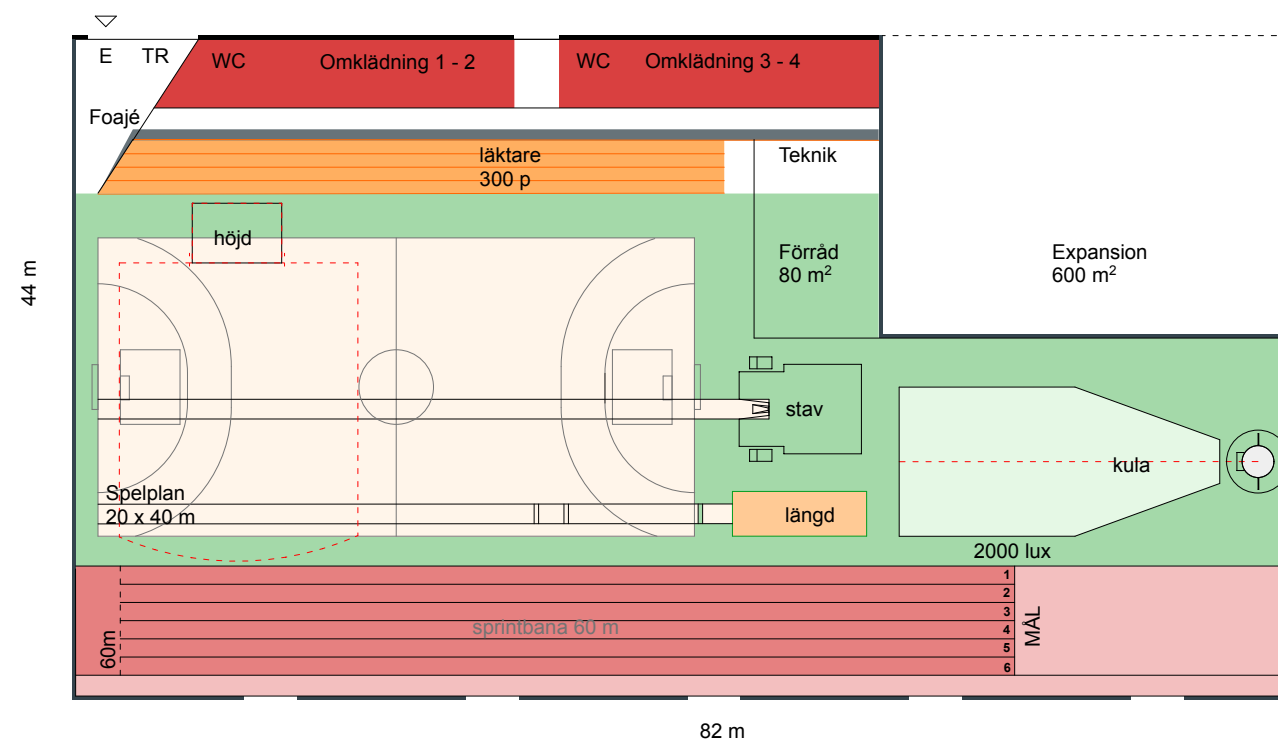 E TR
WC Omklädning 1 - 2
WC Omklädning 3 - 4
Foajé
läktare
300 p
Teknik
höjd
Förråd
80 m²
Expansion
600 m²
44 m
stav
kula
Spelplan
20 x 40 m
längd
2000 lux
1
2
3
4
5
6
sprintbana 60 m
60m
MÅL
82 m